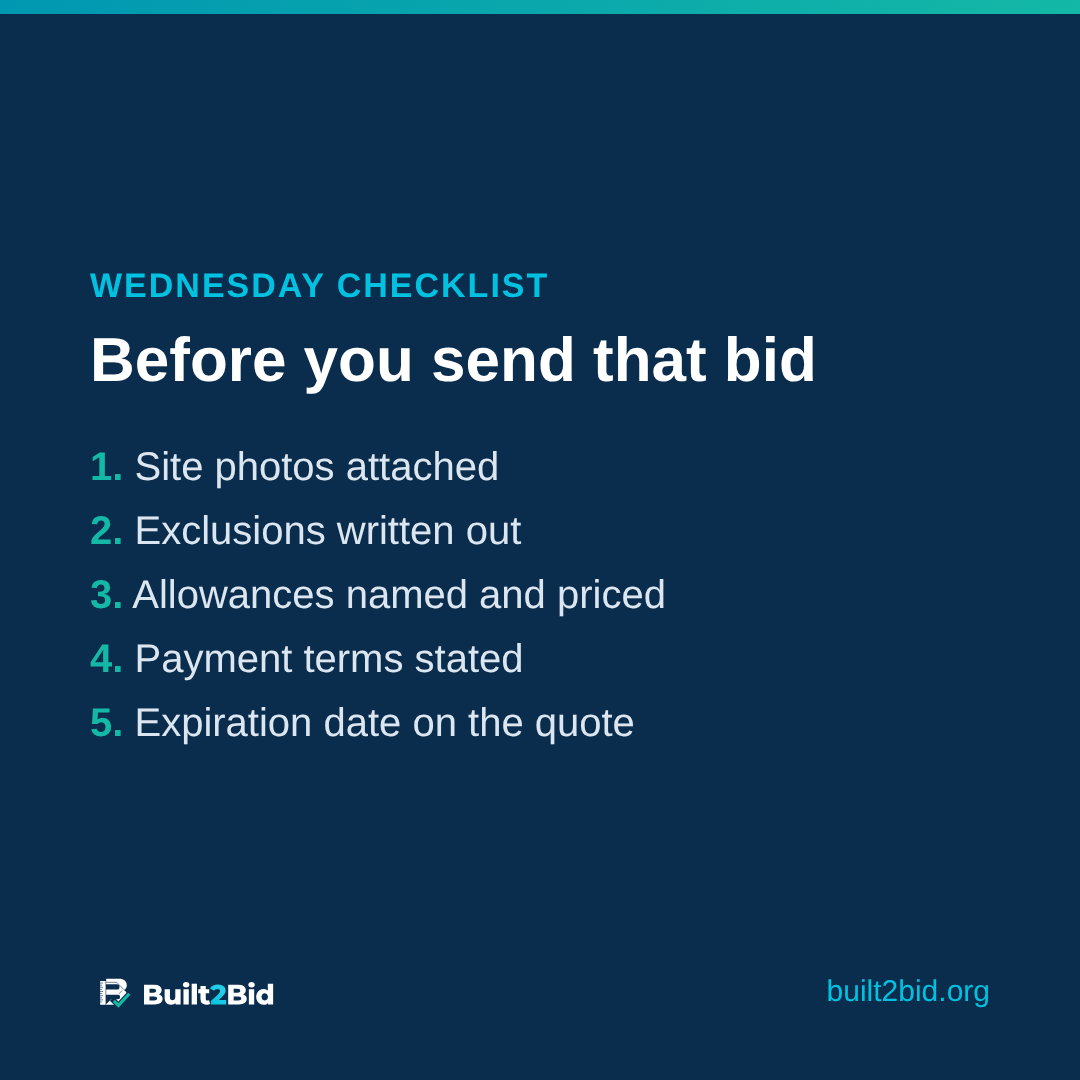 WEDNESDAY CHECKLIST
Before you send that bid
1. Site photos attached
2. Exclusions written out
3. Allowances named and priced
4. Payment terms stated
5. Expiration date on the quote
Built2Bid
built2bid.org